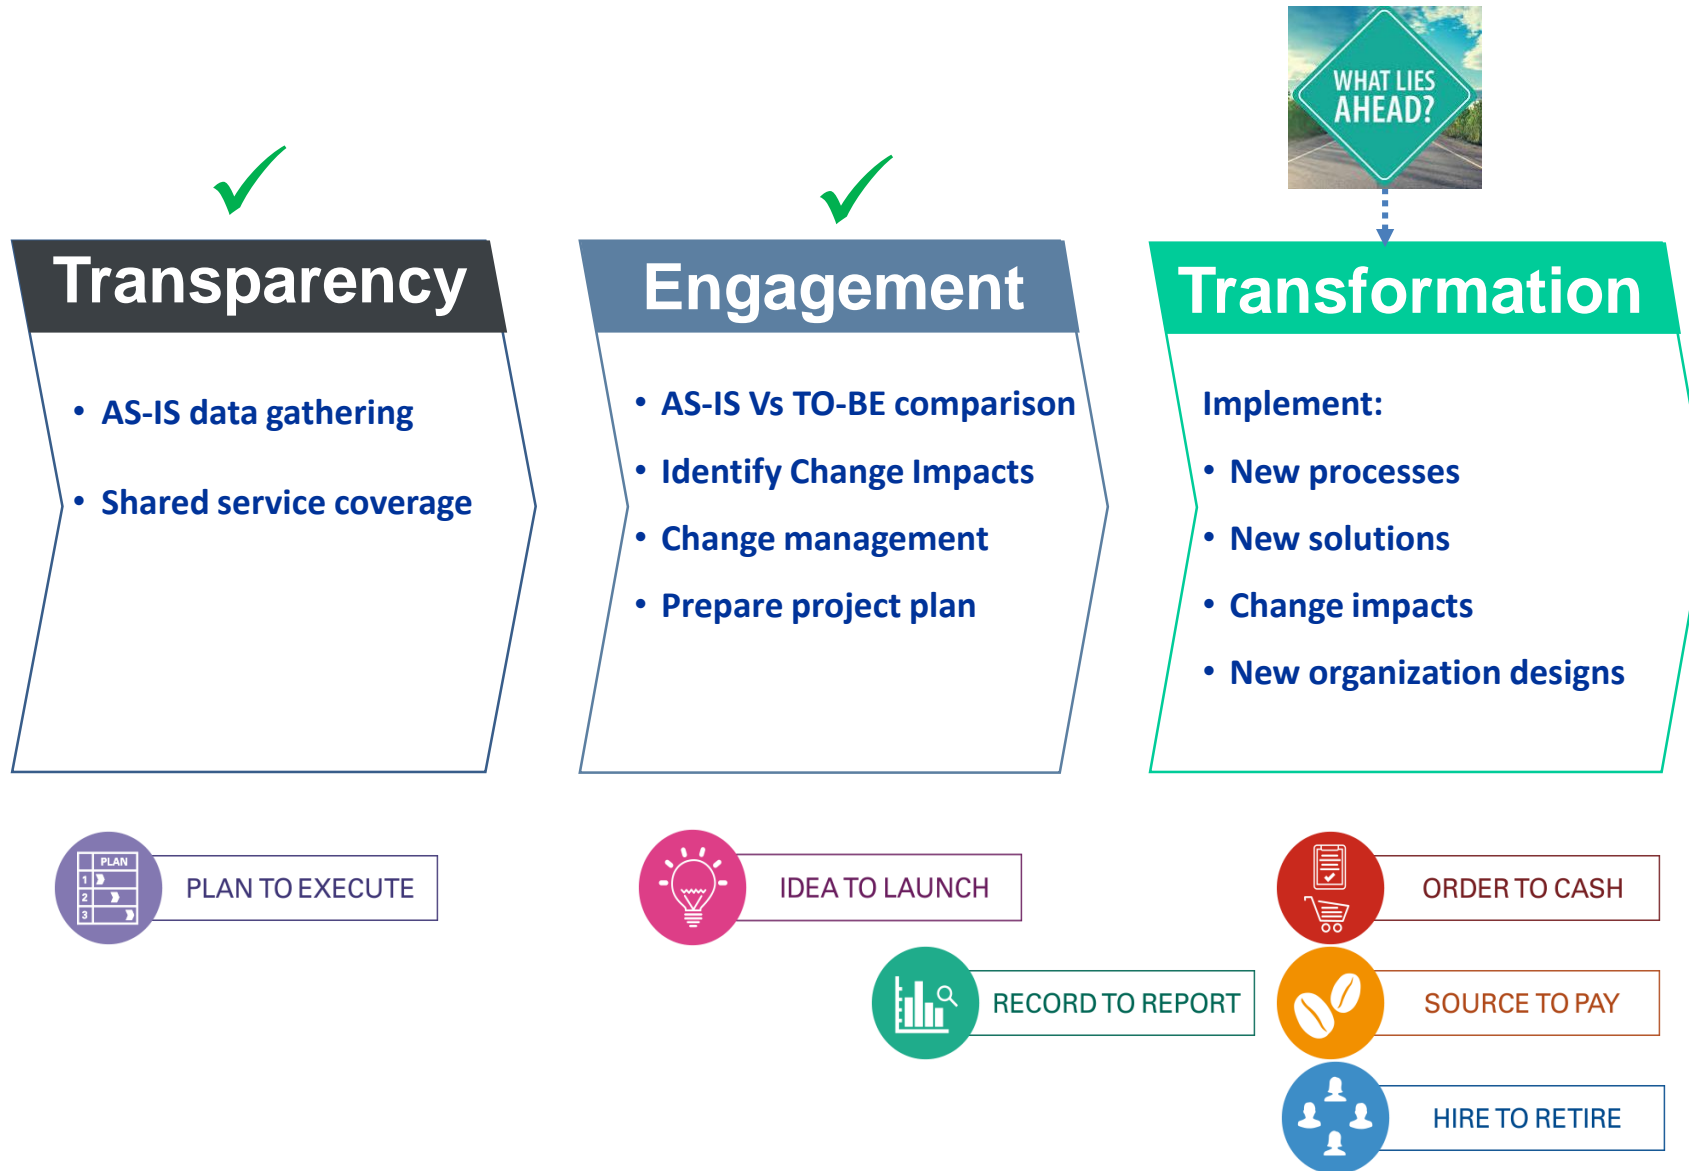 WHAT LIES
AHEAD?
Transparency
• AS-IS data gathering
• Shared service coverage
Engagement
• AS-IS Vs TO-BE comparison
• Identify Change Impacts
• Change management
• Prepare project plan
Transformation
Implement:
• New processes
• New solutions
• Change impacts
• New organization designs
PLAN
1
2
3
PLAN TO EXECUTE
IDEA TO LAUNCH
RECORD TO REPORT
ORDER TO CASH
SOURCE TO PAY
HIRE TO RETIRE